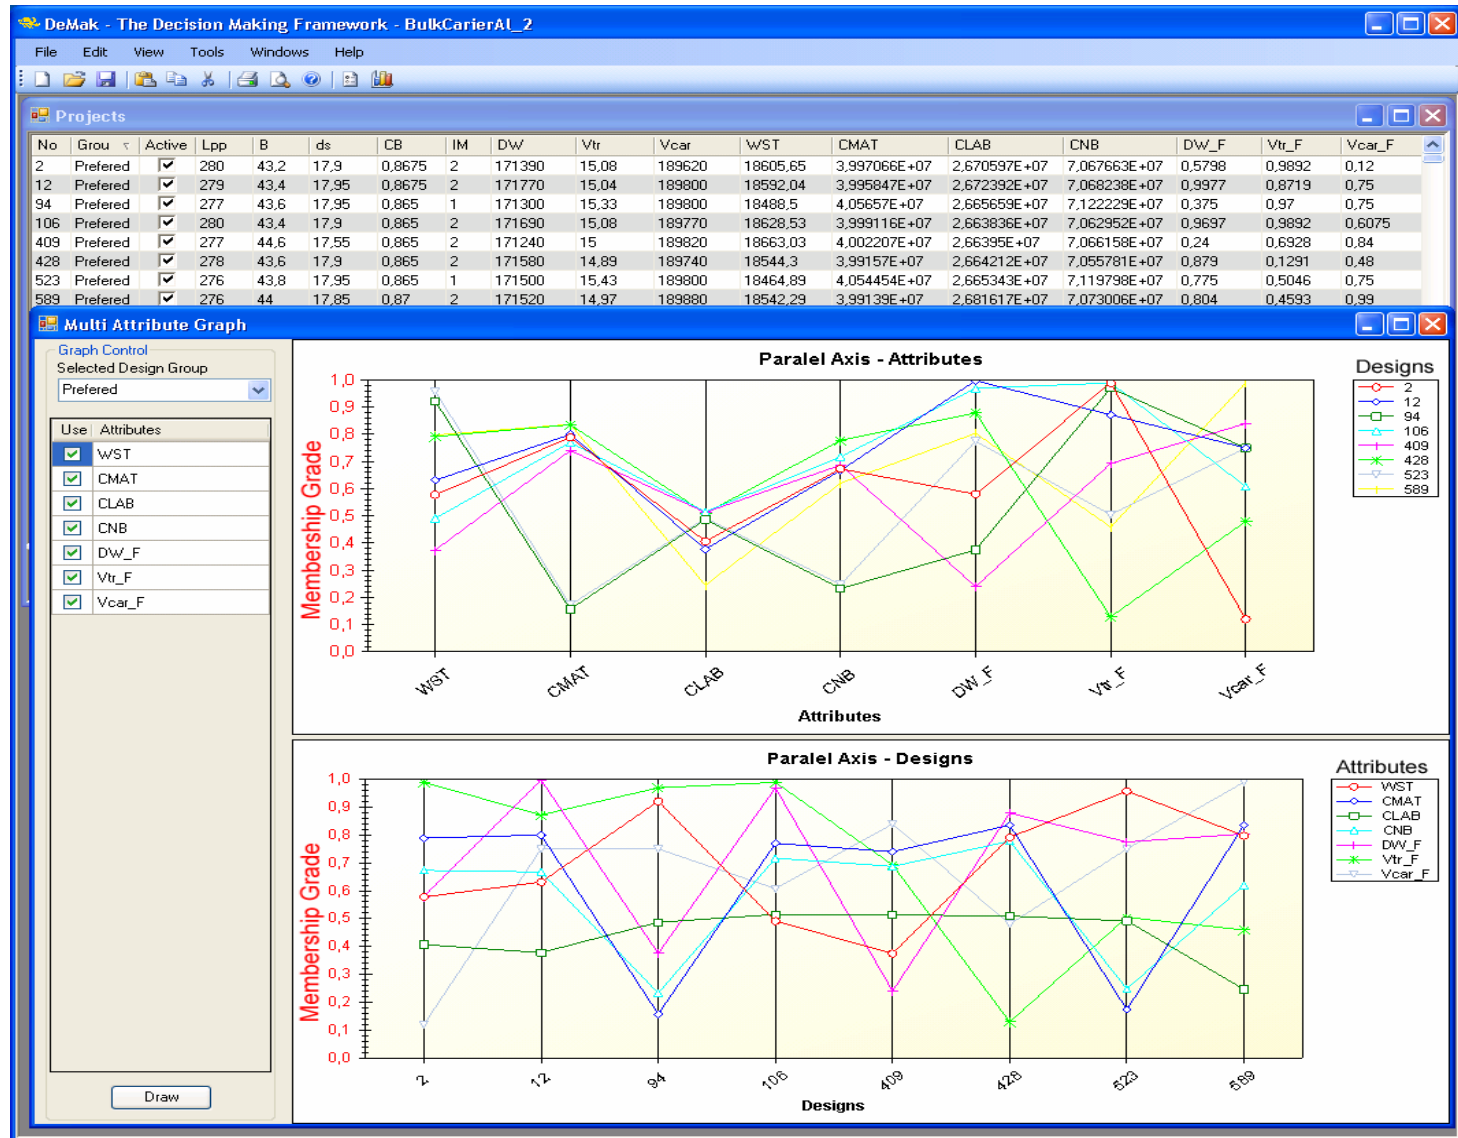 DeMak - The Decision Making Framework - BulkCarierAL_2
File Edit View Tools Windows Help
Projects
No Grou Active Lpp B ds CB IM DW Vtr Vcar WST CMAT CLAB CNB DW_F Vtr_F Vcar_F
2 Prefered 280 43,2 17,9 0,8675 2 171390 15,08 189620 18605,65 3,997066E+07 2,670597E+07 7,067663E+07 0,5798 0,9892 0,12
12 Prefered 279 43,4 17,95 0,8675 2 171770 15,04 189800 18592,04 3,995847E+07 2,672392E+07 7,068238E+07 0,9977 0,8719 0,75
94 Prefered 277 43,6 17,95 0,865 1 171300 15,33 189800 18488,5 4,05657E+07 2,665659E+07 7,122229E+07 0,375 0,97 0,75
106 Prefered 280 43,4 17,9 0,865 2 171690 15,08 189770 18628,53 3,999116E+07 2,663836E+07 7,062952E+07 0,9697 0,9892 0,6075
409 Prefered 277 44,6 17,55 0,865 2 171240 15 189820 18663,03 4,002207E+07 2,66395E+07 7,066158E+07 0,24 0,6928 0,84
428 Prefered 278 43,6 17,9 0,865 2 171580 14,89 189740 18544,3 3,99157E+07 2,664212E+07 7,055781E+07 0,879 0,1291 0,48
523 Prefered 276 43,8 17,95 0,865 1 171500 15,43 189800 18464,89 4,054454E+07 2,665343E+07 7,119798E+07 0,775 0,5046 0,75
589 Prefered 276 44 17,85 0,87 2 171520 14,97 189880 18542,29 3,99139E+07 2,681617E+07 7,073006E+07 0,804 0,4593 0,99
Multi Attribute Graph
Graph Control
Selected Design Group
Prefered
Use Attributes
WST
CMAT
CLAB
CNB
DW_F
Vtr_F
Vcar_F
Draw
Paralel Axis - Attributes
Membership Grade
1,0
0,9
0,8
0,7
0,6
0,5
0,4
0,3
0,2
0,1
0,0
WST CMAT CLAB CNB DW_F Vtr_F Vcar_F
Attributes
Designs
2
12
94
106
409
428
523
589
Paralel Axis - Designs
Membership Grade
1,0
0,9
0,8
0,7
0,6
0,5
0,4
0,3
0,2
0,1
0,0
2 12 94 106 409 428 523 589
Designs
Attributes
WST
CMAT
CLAB
CNB
DW_F
Vtr_F
Vcar_F